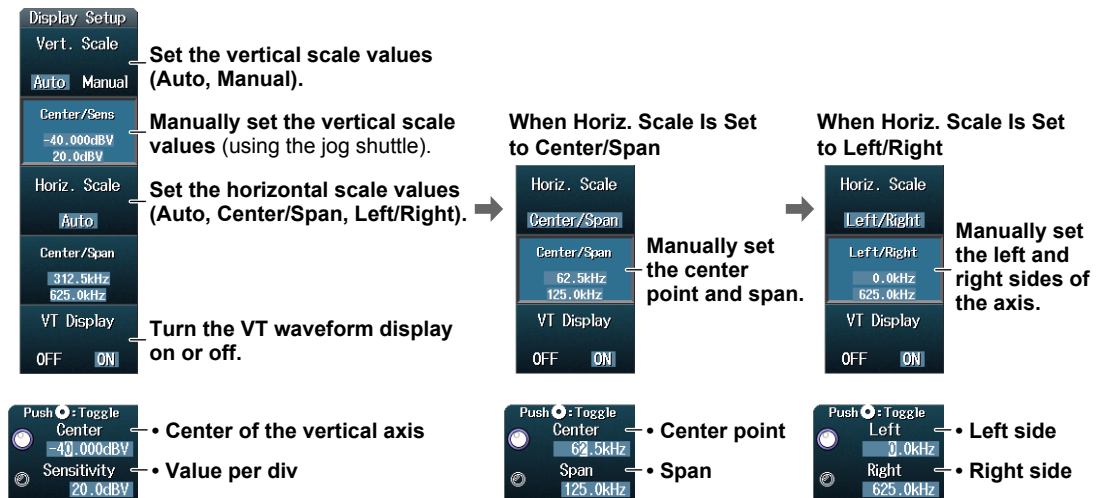 Display Setup
Vert. Scale
Auto Manual
Set the vertical scale values
(Auto, Manual).
Center/Sens
-40.000dBV
20.0dBV
Manually set the vertical scale
values (using the jog shuttle).
Horiz. Scale
Auto
Set the horizontal scale values
(Auto, Center/Span, Left/Right).
Center/Span
312.5kHz
625.0kHz
VT Display
OFF ON
Turn the VT waveform display
on or off.
Push :Toggle
Center
-40.000dBV
Sensitivity
20.0dBV
• Center of the vertical axis
• Value per div
When Horiz. Scale Is Set
to Center/Span
Horiz. Scale
Center/Span
Center/Span
62.5kHz
125.0kHz
Manually set
the center
point and span.
VT Display
OFF ON
Push :Toggle
Center
62.5kHz
Span
125.0kHz
• Center point
• Span
When Horiz. Scale Is Set
to Left/Right
Horiz. Scale
Left/Right
Left/Right
0.0kHz
625.0kHz
Manually set
the left and
right sides of
the axis.
VT Display
OFF ON
Push :Toggle
Left
0.0kHz
Right
625.0kHz
• Left side
• Right side